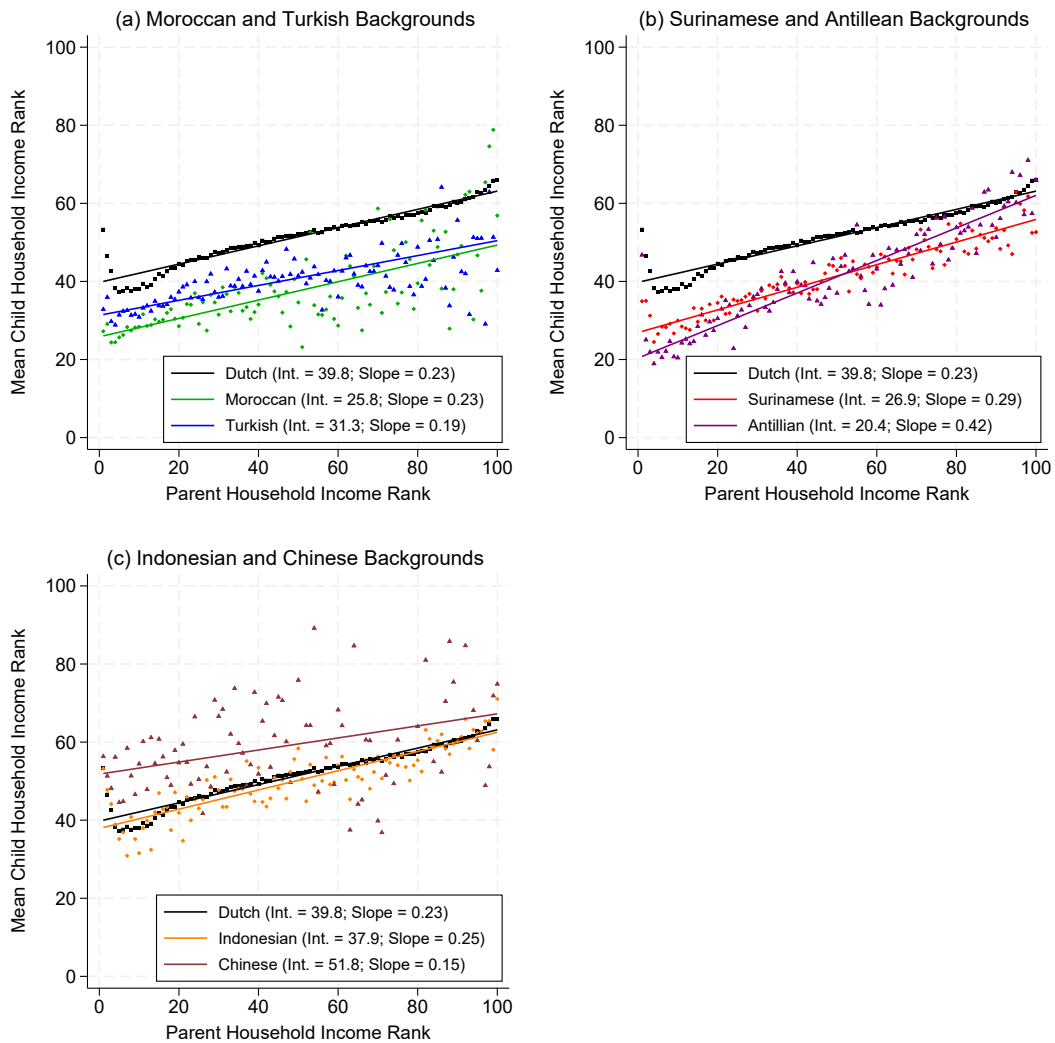 (a) Moroccan and Turkish Backgrounds
Mean Child Household Income Rank
100
80
60
40
20
0
Dutch (Int. = 39.8; Slope = 0.23)
Moroccan (Int. = 25.8; Slope = 0.23)
Turkish (Int. = 31.3; Slope = 0.19)
0 20 40 60 80 100
Parent Household Income Rank
(b) Surinamese and Antillean Backgrounds
Mean Child Household Income Rank
100
80
60
40
20
0
Dutch (Int. = 39.8; Slope = 0.23)
Surinamese (Int. = 26.9; Slope = 0.29)
Antillian (Int. = 20.4; Slope = 0.42)
0 20 40 60 80 100
Parent Household Income Rank
(c) Indonesian and Chinese Backgrounds
Mean Child Household Income Rank
100
80
60
40
20
0
Dutch (Int. = 39.8; Slope = 0.23)
Indonesian (Int. = 37.9; Slope = 0.25)
Chinese (Int. = 51.8; Slope = 0.15)
0 20 40 60 80 100
Parent Household Income Rank